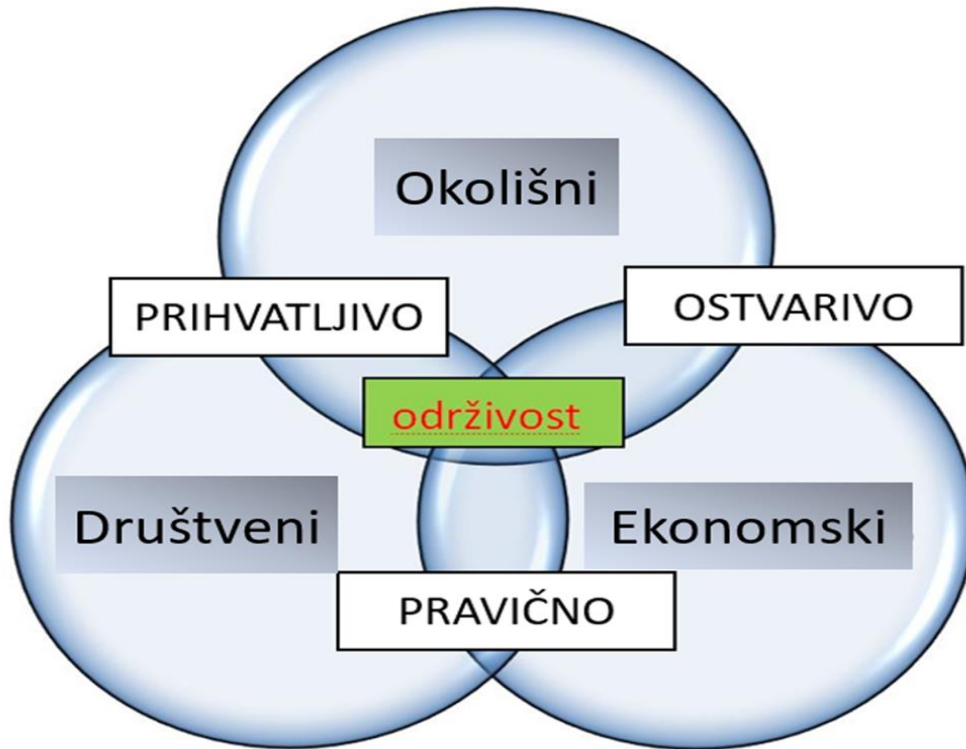 Okolišni
PRIHVATLJIVO
OSTVARIVO
održivost
Društveni
Ekonomski
PRAVIČNO